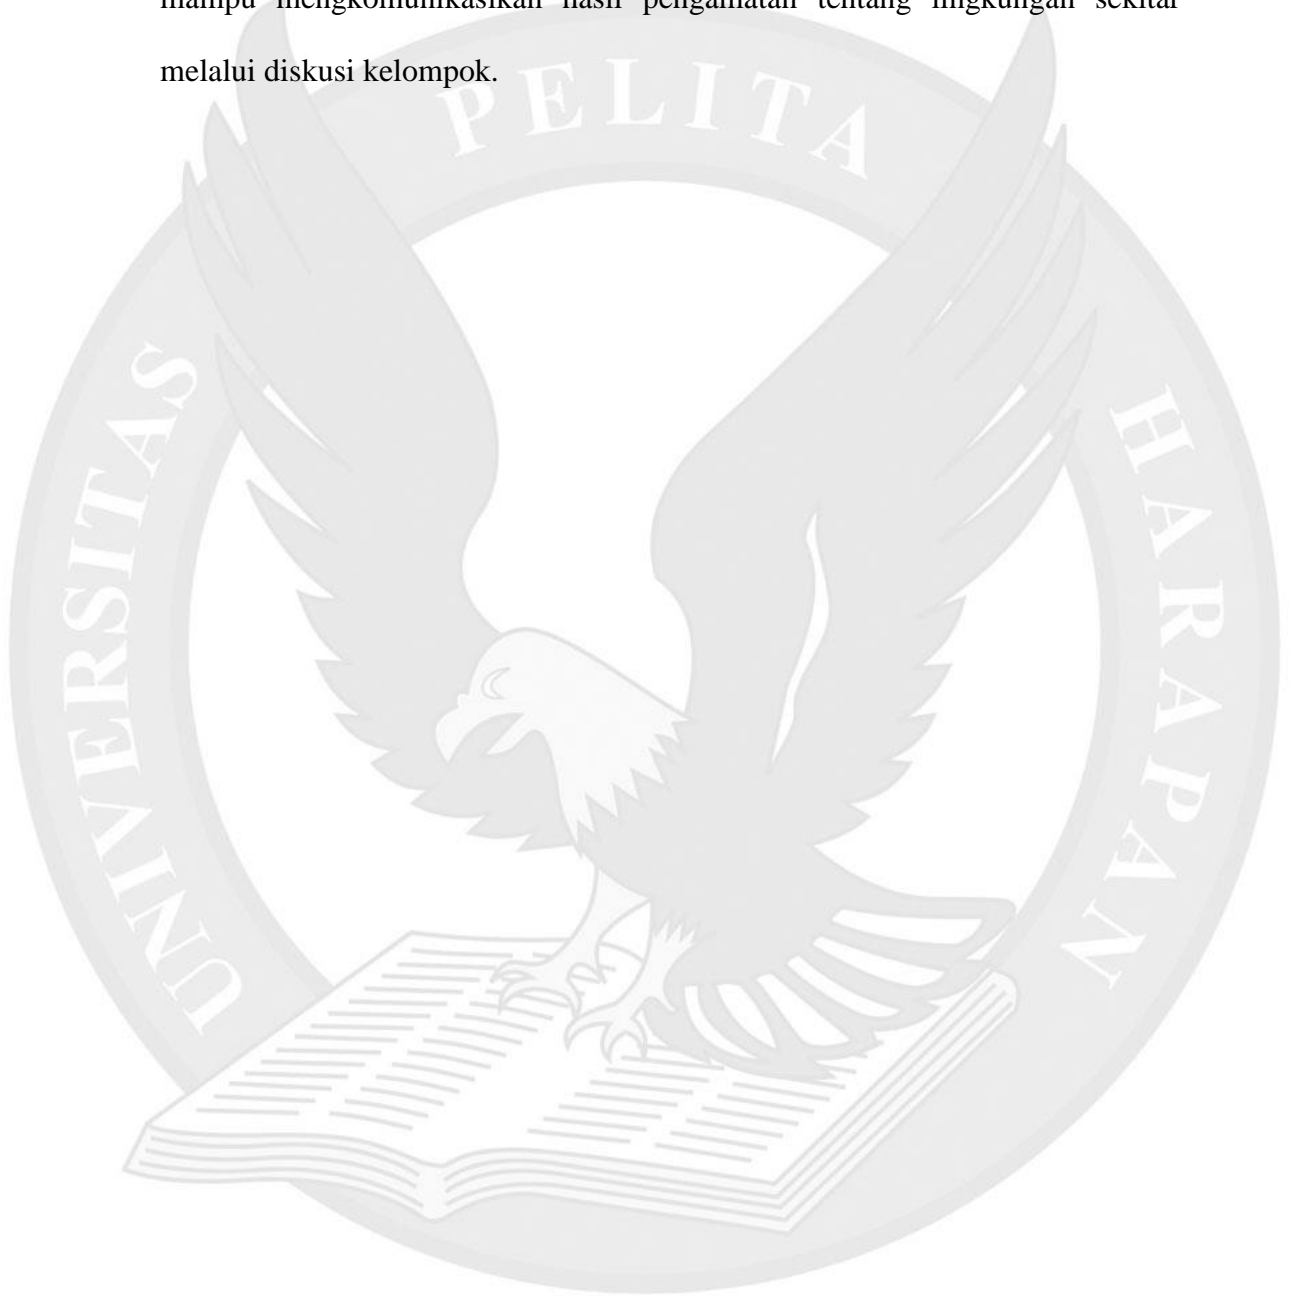 mampu mengkomunikasikan hasil pengamatan tentang lingkungan sekitar
melalui diskusi kelompok.
UNIVERSITAS PELITA HARAPAN